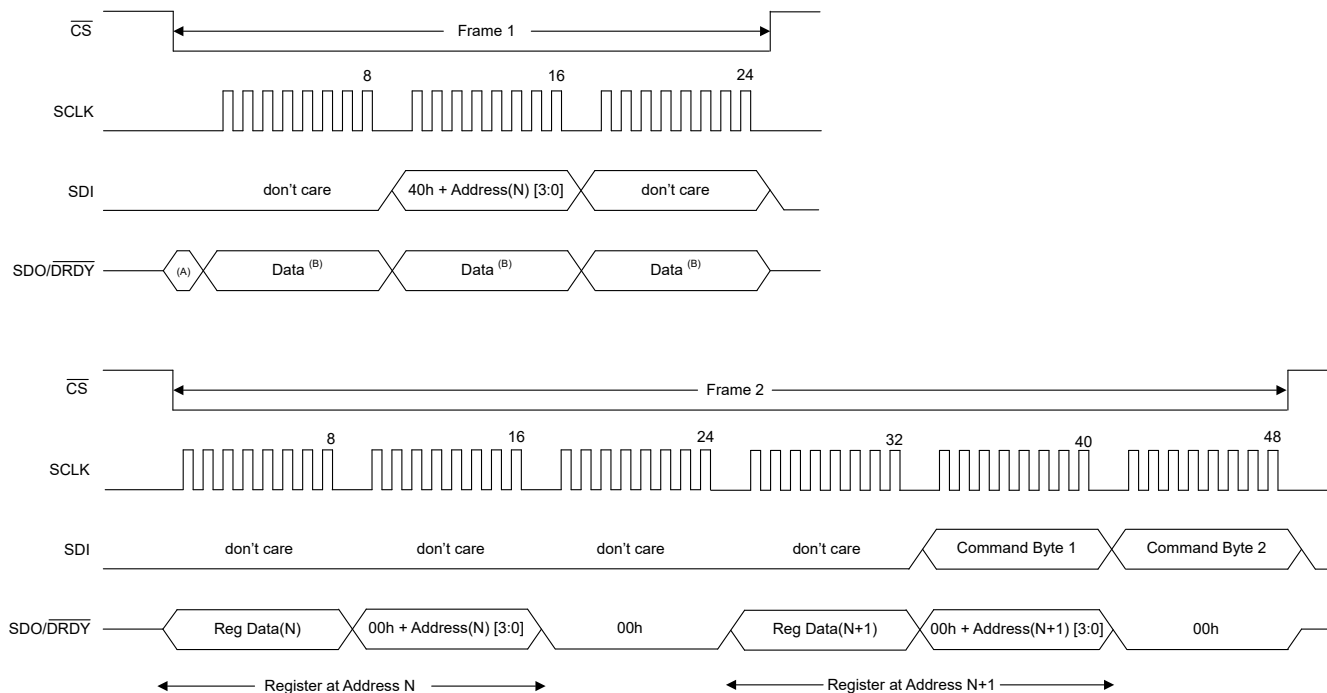 CS
Frame 1
8 16 24
SCLK
SDI don't care 40h + Address(N) [3:0] don't care
SDO/DRDY (A) Data (B) Data (B) Data (B)
CS
Frame 2
8 16 24 32 40 48
SCLK
SDI don't care don't care don't care don't care Command Byte 1 Command Byte 2
SDO/DRDY Reg Data(N) 00h + Address(N) [3:0] 00h Reg Data(N+1) 00h + Address(N+1) [3:0] 00h
Register at Address N Register at Address N+1